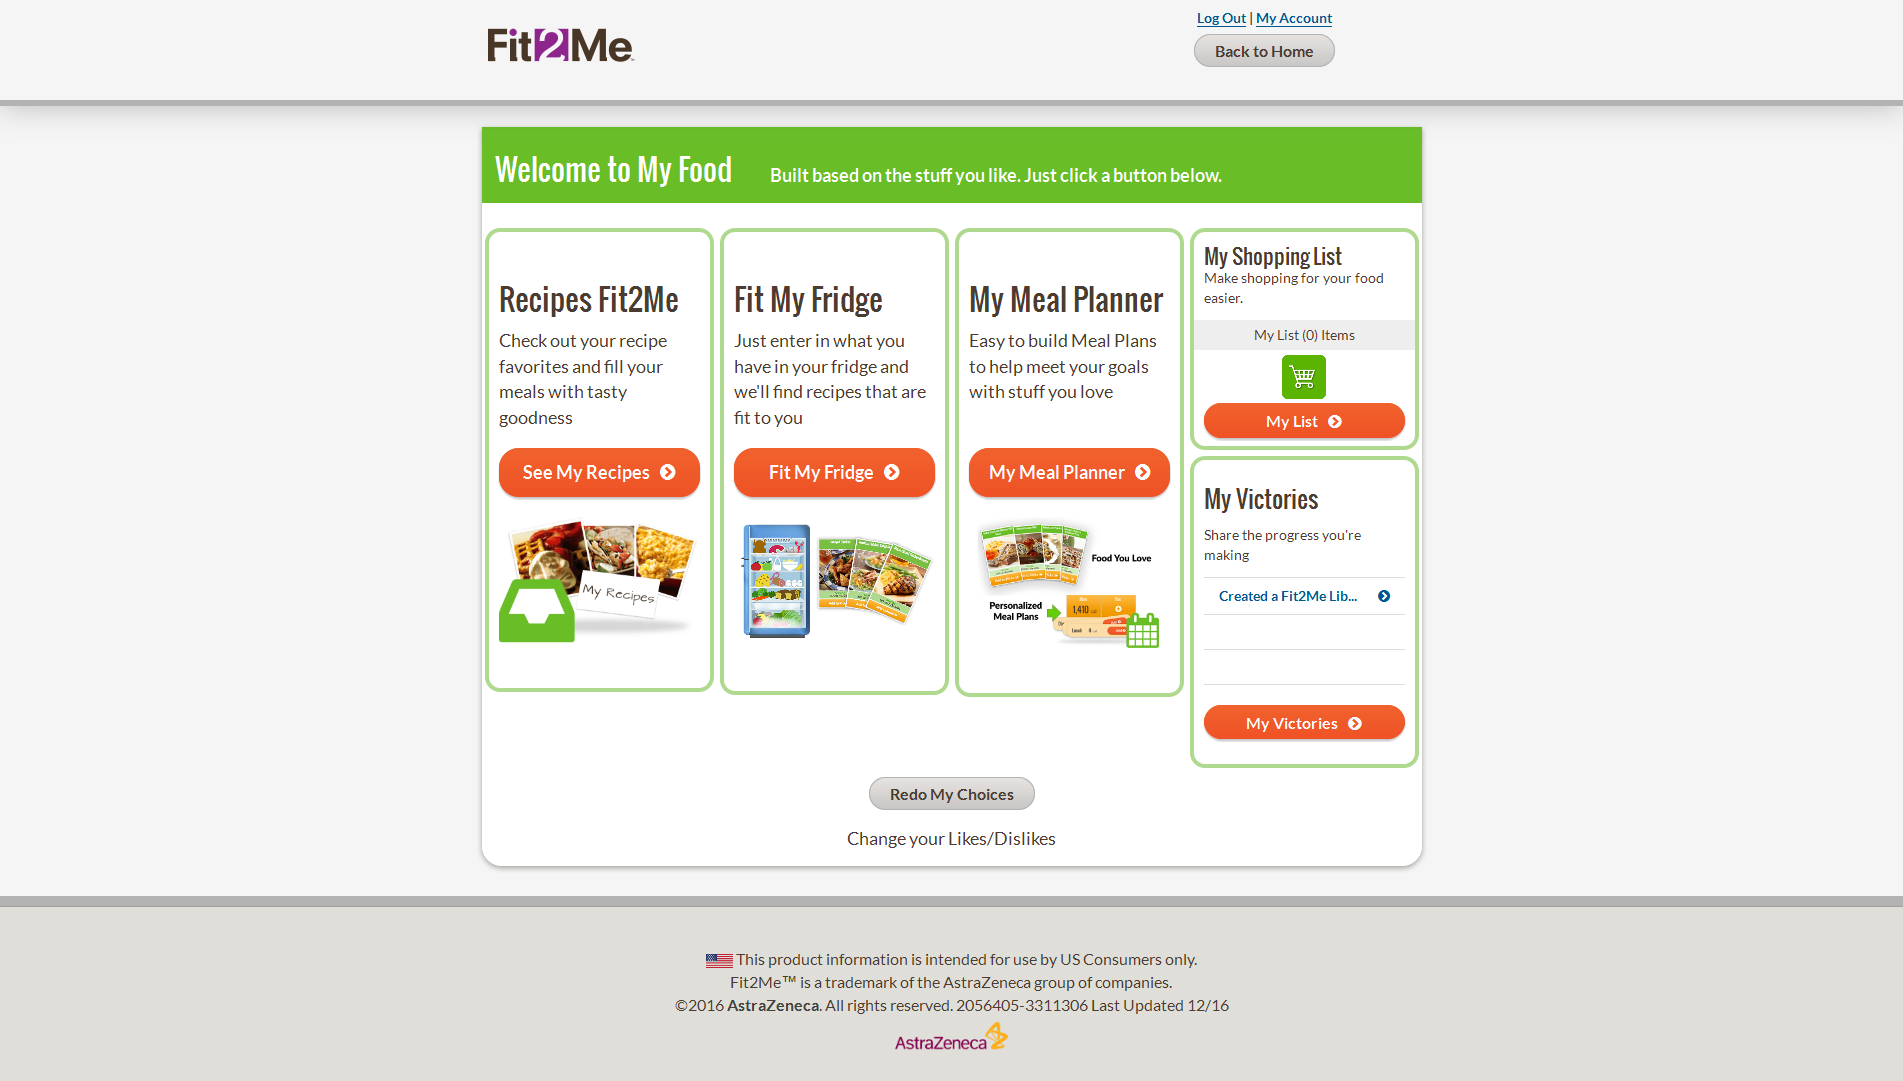 Log Out | My Account
Fit2Me
Back to Home
Welcome to My Food
Built based on the stuff you like. Just click a button below.
Recipes Fit2Me
Check out your recipe
favorites and fill your
meals with tasty
goodness
See My Recipes
My Recipes
Fit My Fridge
Just enter in what you
have in your fridge and
we'll find recipes that are
fit to you
Fit My Fridge
My Meal Planner
Easy to build Meal Plans
to help meet your goals
with stuff you love
My Meal Planner
Food You Love
Personalized
Meal Plans
1,410
Lunch
My Shopping List
Make shopping for your food
easier.
My List (0) Items
My List
My Victories
Share the progress you're
making
Created a Fit2Me Lib...
My Victories
Redo My Choices
Change your Likes/Dislikes
This product information is intended for use by US Consumers only.
Fit2Me™ is a trademark of the AstraZeneca group of companies.
©2016 AstraZeneca. All rights reserved. 2056405-3311306 Last Updated 12/16
AstraZeneca